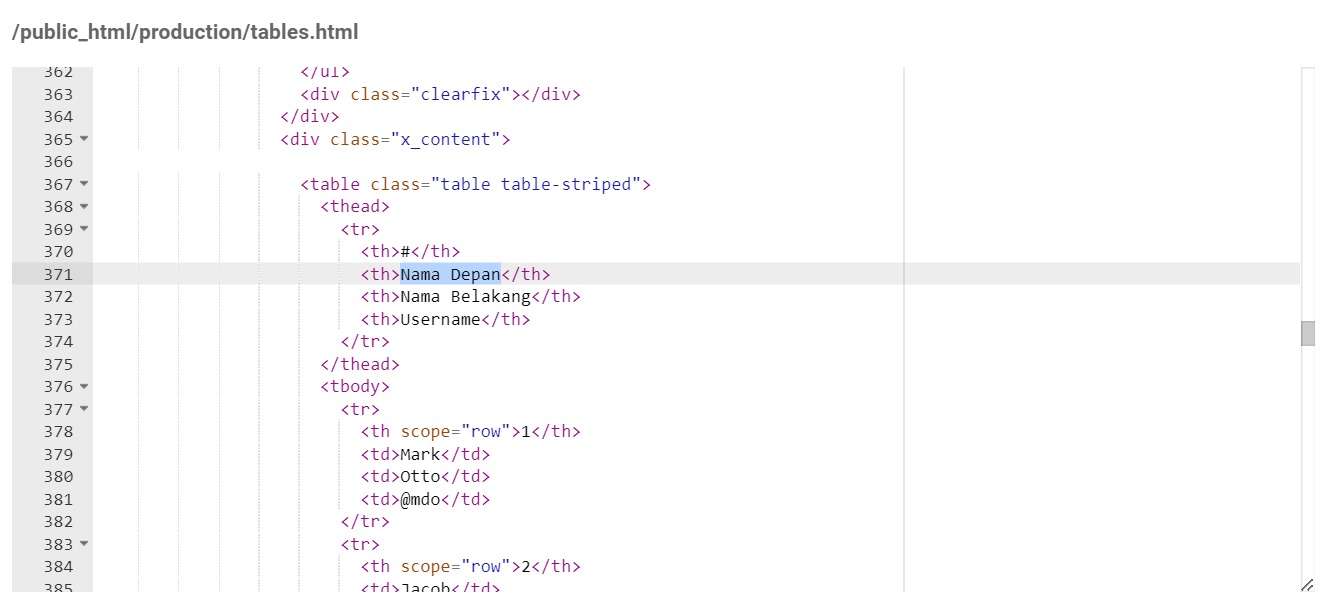 /public_html/production/tables.html
362 </ul>
363 <div class="clearfix"></div>
364 </div>
365 <div class="x_content">
366
367 <table class="table table-striped">
368 <thead>
369 <tr>
370 <th>#</th>
371 <th>Nama Depan</th>
372 <th>Nama Belakang</th>
373 <th>Username</th>
374 </tr>
375 </thead>
376 <tbody>
377 <tr>
378 <th scope="row">1</th>
379 <td>Mark</td>
380 <td>Otto</td>
381 <td>@mdo</td>
382 </tr>
383 <tr>
384 <th scope="row">2</th>
385 <td>Jacob</td>